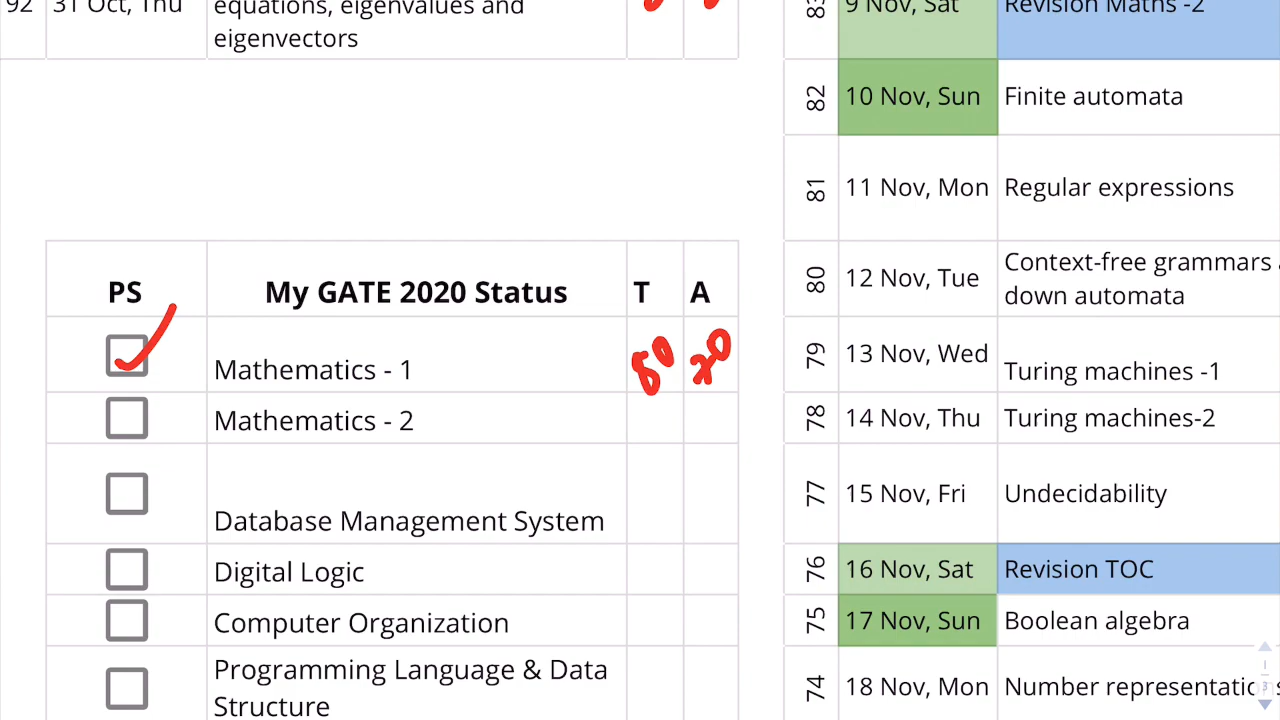 92 31 Oct, Thu equations, eigenvalues and
eigenvectors
PS My GATE 2020 Status T A
Mathematics - 1 80
Mathematics - 2
Database Management System
Digital Logic
Computer Organization
Programming Language & Data
Structure
83 9 Nov, Sat Revision Maths -2
82 10 Nov, Sun Finite automata
81 11 Nov, Mon Regular expressions
80 12 Nov, Tue Context-free grammars
down automata
79 13 Nov, Wed Turing machines -1
78 14 Nov, Thu Turing machines-2
77 15 Nov, Fri Undecidability
76 16 Nov, Sat Revision TOC
75 17 Nov, Sun Boolean algebra
74 18 Nov, Mon Number representations